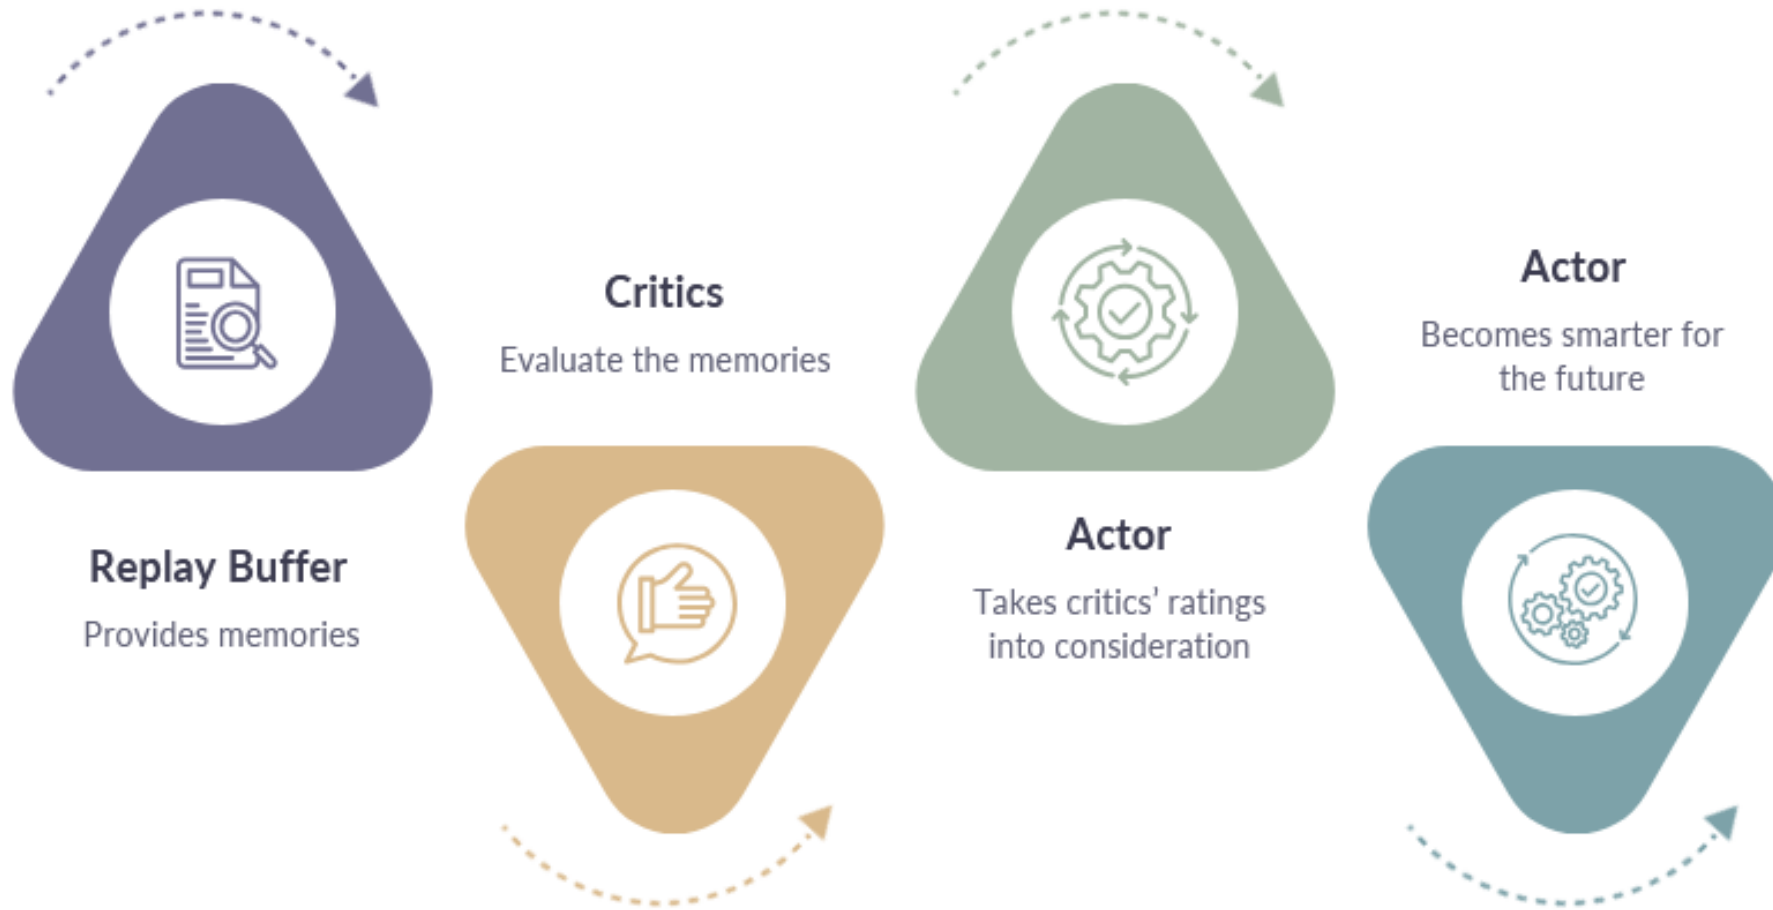 Replay Buffer
Provides memories
Critics
Evaluate the memories
Actor
Takes critics’ ratings
into consideration
Actor
Becomes smarter for
the future